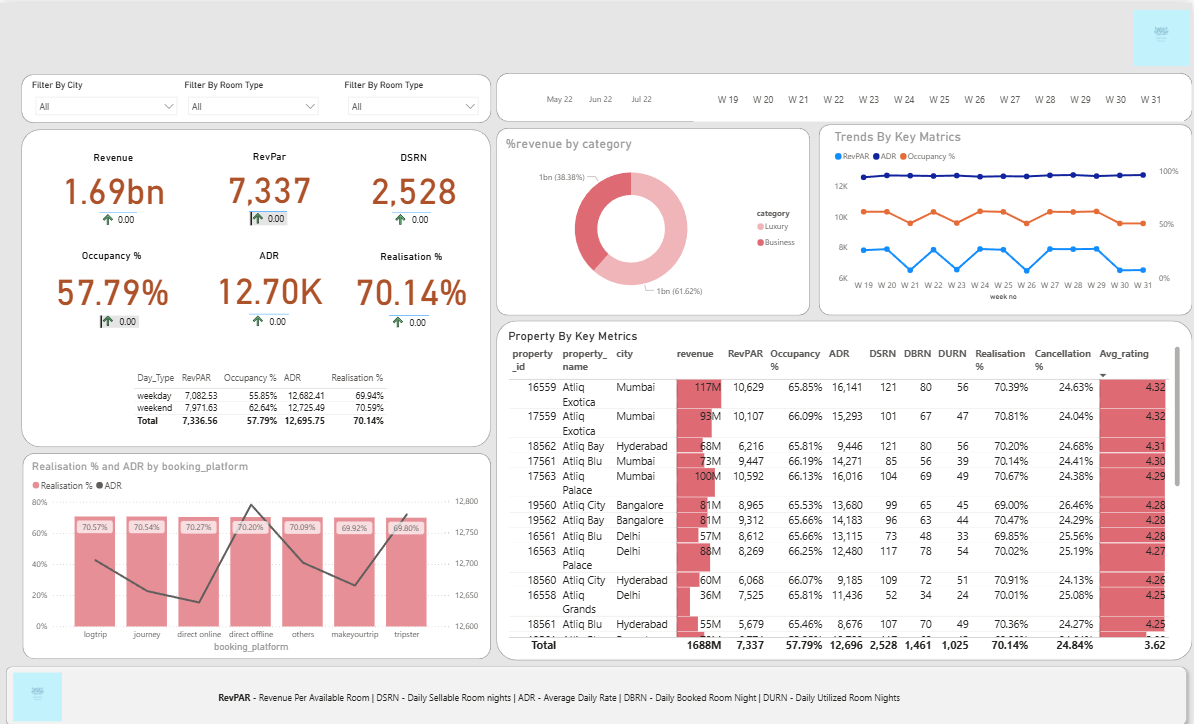 Filter By City
Filter By Room Type
Filter By Room Type
All
All
All
May 22 Jun 22 Jul 22
W 19 W 20 W 21 W 22 W 23 W 24 W 25 W 26 W 27 W 28 W 29 W 30 W 31
Revenue
RevPar
DSRN
1.69bn
7,337
2,528
0.00
0.00
0.00
Occupancy %
ADR
Realisation %
57.79%
12.70K
70.14%
0.00
0.00
0.00
Day_Type RevPAR Occupancy % ADR Realisation %
weekday 7,082.53 55.85% 12,682.41 69.94%
weekend 7,971.63 62.64% 12,725.49 70.59%
Total 7,336.56 57.79% 12,695.75 70.14%
%revenue by category
1bn (38.38%)
1bn (61.62%)
category
Luxury
Business
Trends By Key Matrics
RevPAR ADR Occupancy %
12K
10K
8K
6K
100%
50%
0%
W 19 W 20 W 21 W 22 W 23 W 24 W 25 W 26 W 27 W 28 W 29 W 30 W 31
week no
Realisation % and ADR by booking_platform
Realisation % ADR
80%
60%
40%
20%
0%
70.57% 70.54% 70.27% 70.20% 70.09% 69.92% 69.80%
12,800
12,750
12,700
12,650
12,600
logtrip journey direct online direct offline others makeyourtrip tripster
booking_platform
Property By Key Metrics
property_id property_name city revenue RevPAR Occupancy % ADR DSRN DBRN DURN Realisation % Cancellation % Avg_rating
16559 Atliq Exotica Mumbai 117M 10,629 65.85% 16,141 121 80 56 70.39% 24.63% 4.32
17559 Atliq Exotica Mumbai 93M 10,107 66.09% 15,293 101 67 47 70.81% 24.04% 4.32
18562 Atliq Bay Hyderabad 68M 6,216 65.81% 9,446 121 80 56 70.20% 24.68% 4.31
17561 Atliq Blu Mumbai 73M 9,447 66.19% 14,271 85 56 39 70.14% 24.41% 4.30
17563 Atliq Palace Mumbai 100M 10,592 66.13% 16,016 104 69 49 70.67% 24.38% 4.29
19560 Atliq City Bangalore 81M 8,965 65.53% 13,680 99 65 45 69.00% 26.46% 4.28
19562 Atliq Bay Bangalore 81M 9,312 65.66% 14,183 96 63 44 70.47% 24.29% 4.28
16561 Atliq Blu Delhi 57M 8,612 65.66% 13,115 73 48 33 69.85% 25.56% 4.28
16563 Atliq Palace Delhi 88M 8,269 66.25% 12,480 117 78 54 70.02% 25.19% 4.27
18560 Atliq City Hyderabad 60M 6,068 66.07% 9,185 109 72 51 70.91% 24.13% 4.26
16558 Atliq Grands Delhi 36M 7,525 65.81% 11,436 52 34 24 70.01% 25.08% 4.25
18561 Atliq Blu Hyderabad 55M 5,679 65.46% 8,676 107 70 49 70.36% 24.27% 4.25
Total 1688M 7,337 57.79% 12,696 2,528 1,461 1,025 70.14% 24.84% 3.62
RevPAR - Revenue Per Available Room | DSRN - Daily Sellable Room nights | ADR - Average Daily Rate | DBRN - Daily Booked Room Night | DURN - Daily Utilized Room Nights